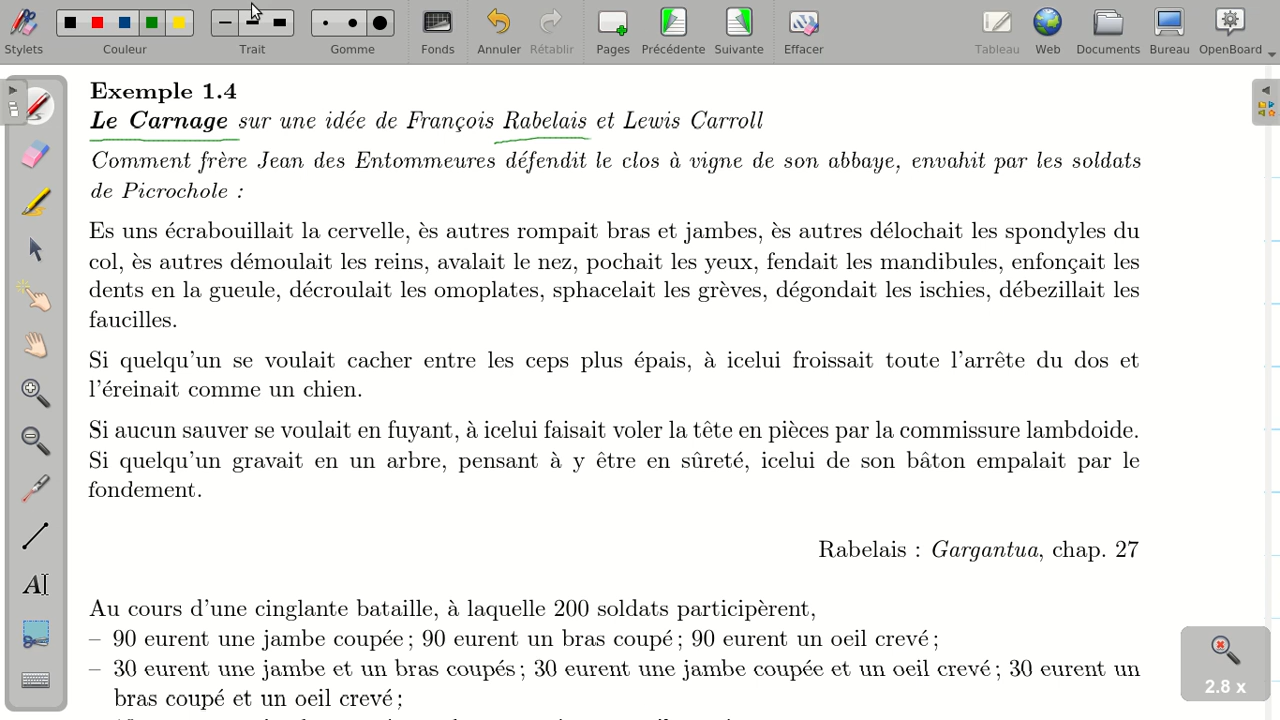 Stylets
Couleur
Trait
Gomme
Fonds
Annuler
Rétablir
Pages
Précédente
Suivante
Effacer
Tableau
Web
Documents
Bureau
OpenBoard
Exemple 1.4
Le Carnage sur une idée de François Rabelais et Lewis Carroll
Comment frère Jean des Entommeures défendit le clos à vigne de son abbaye, envahit par les soldats
de Picrochole :
Es uns écrabouillait la cervelle, ès autres rompait bras et jambes, ès autres délochait les spondyles du
col, ès autres démoulait les reins, avalait le nez, pochait les yeux, fendait les mandibules, enfonçait les
dents en la gueule, décroulait les omoplates, sphacelait les grèves, dégondait les ischies, débezillait les
faucilles.
Si quelqu'un se voulait cacher entre les ceps plus épais, à icelui froissait toute l'arrête du dos et
l'éreinait comme un chien.
Si aucun sauver se voulait en fuyant, à icelui faisait voler la tête en pièces par la commissure lambdoide.
Si quelqu'un gravait en un arbre, pensant à y être en sûreté, icelui de son bâton empalait par le
fondement.
Rabelais : Gargantua, chap. 27
Au cours d'une cinglante bataille, à laquelle 200 soldats participèrent,
– 90 eurent une jambe coupée ; 90 eurent un bras coupé ; 90 eurent un oeil crevé ;
– 30 eurent une jambe et un bras coupés ; 30 eurent une jambe coupée et un oeil crevé ; 30 eurent un
bras coupé et un oeil crevé ;
AI
2.8 x